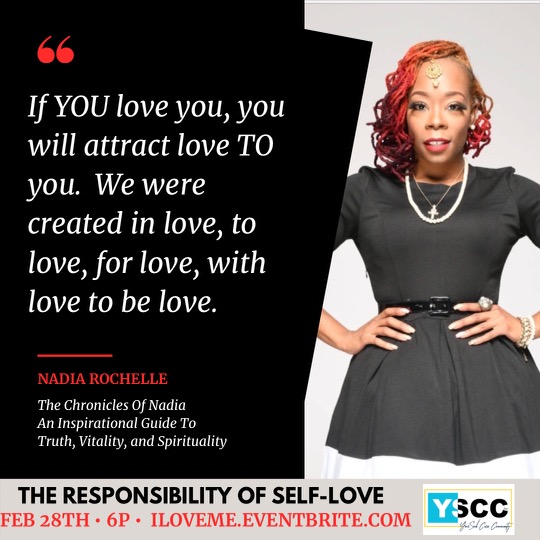 If YOU love you, you
will attract love TO
you. We were
created in love, to
love, for love, with
love to be love.
NADIA ROCHELLE
The Chronicles Of Nadia
An Inspirational Guide To
Truth, Vitality, and Spirituality
THE RESPONSIBILITY OF SELF-LOVE
FEB 28TH • 6P • ILOVEME.EVENTBRITE.COM
YSCC